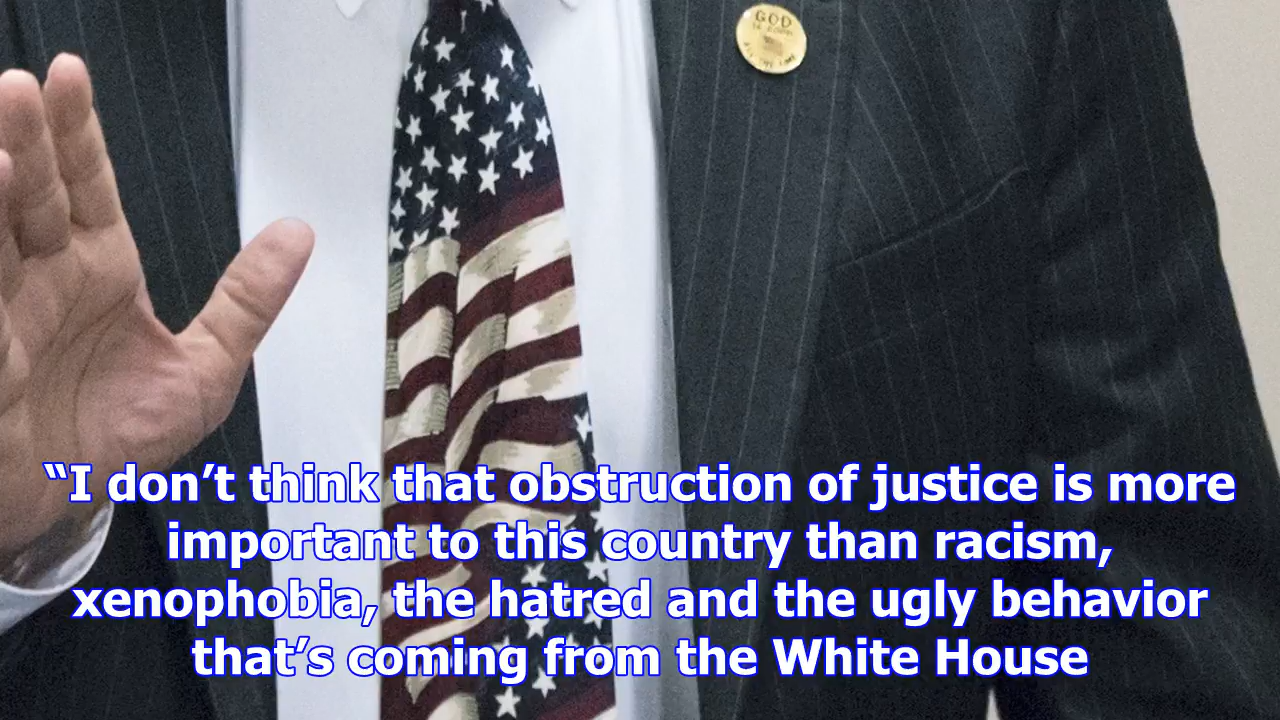 GOD
“I don’t think that obstruction of justice is more
important to this country than racism,
xenophobia, the hatred and the ugly behavior
that’s coming from the White House